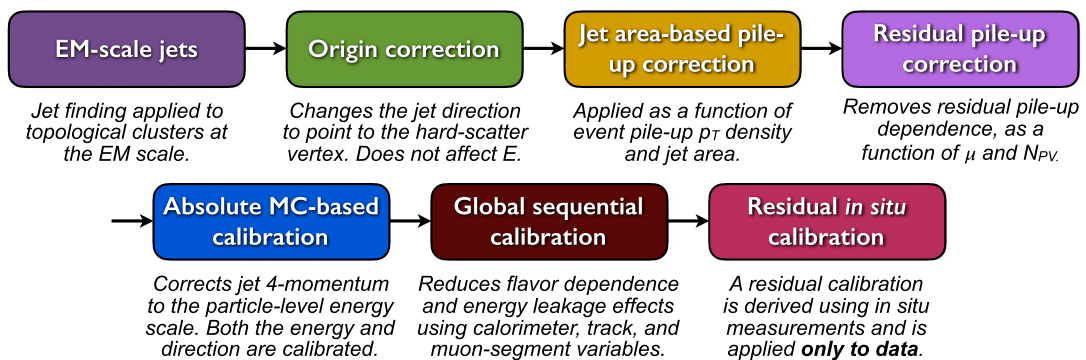 EM-scale jets
Jet finding applied to
topological clusters at
the EM scale.
Origin correction
Changes the jet direction
to point to the hard-scatter
vertex. Does not affect E.
Jet area-based pile-
up correction
Applied as a function of
event pile-up pT density
and jet area.
Residual pile-up
correction
Removes residual pile-up
dependence, as a
function of μ and NPV.
Absolute MC-based
calibration
Corrects jet 4-momentum
to the particle-level energy
scale. Both the energy and
direction are calibrated.
Global sequential
calibration
Reduces flavor dependence
and energy leakage effects
using calorimeter, track, and
muon-segment variables.
Residual in situ
calibration
A residual calibration
is derived using in situ
measurements and is
applied only to data.